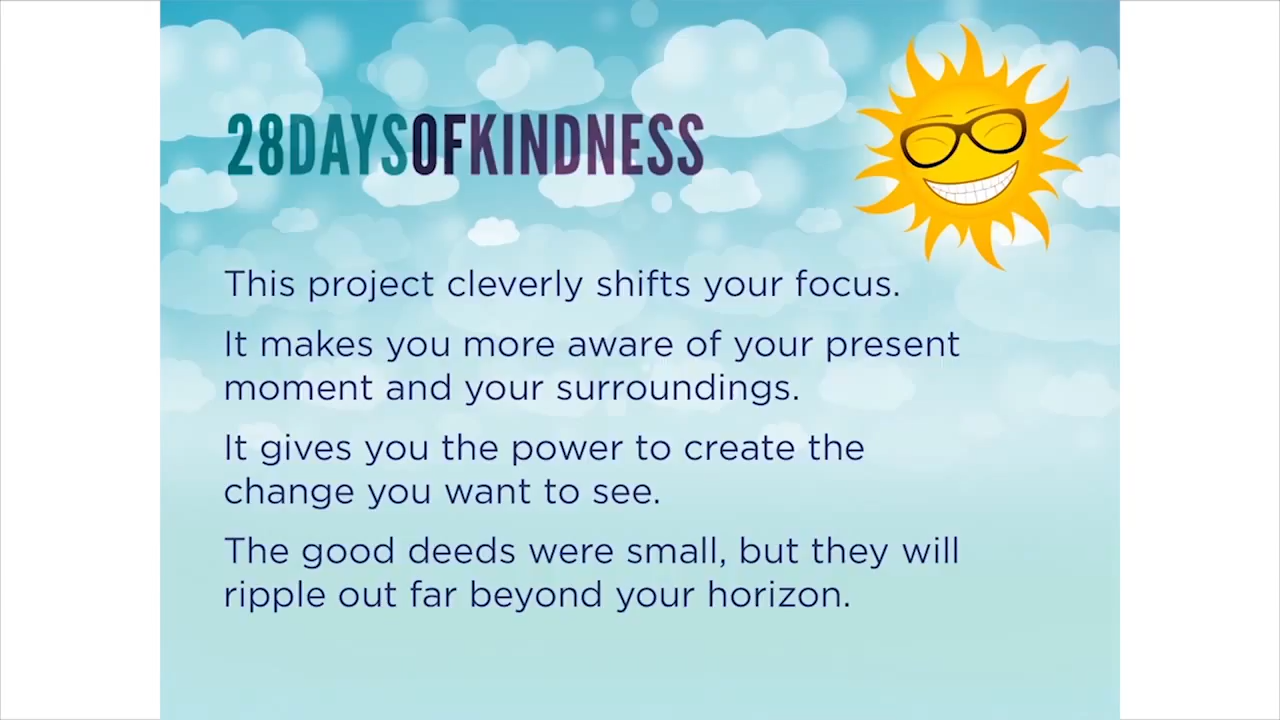 28DAYSOFKINDNESS
This project cleverly shifts your focus.
It makes you more aware of your present
moment and your surroundings.
It gives you the power to create the
change you want to see.
The good deeds were small, but they will
ripple out far beyond your horizon.